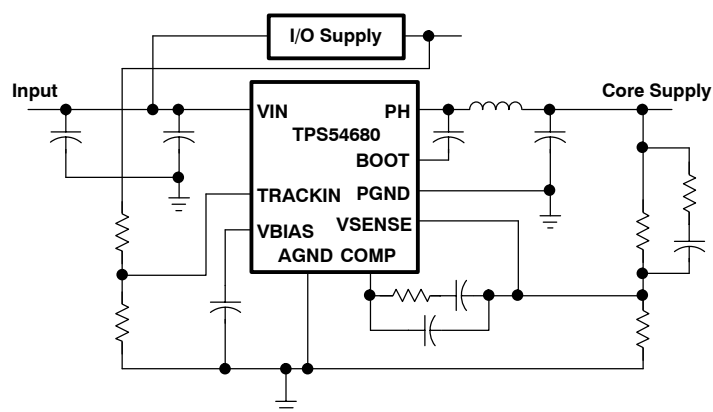 I/O Supply
Input
Core Supply
VIN
PH
TPS54680
BOOT
TRACKIN
PGND
VSENSE
VBIAS
AGND COMP